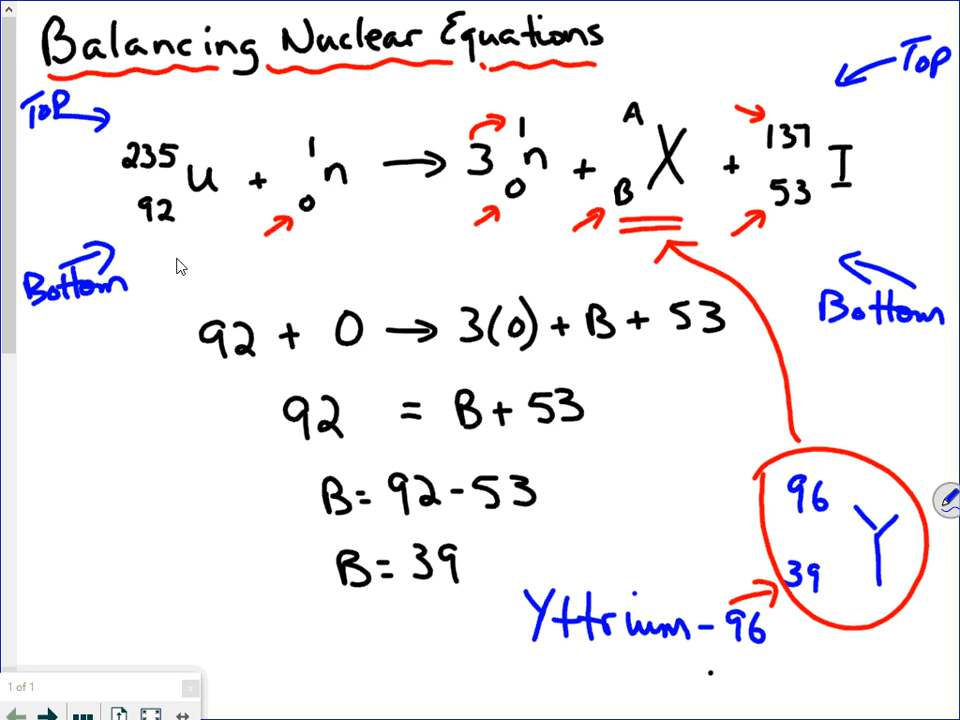 Balancing Nuclear Equations
Top
Top
235 92 U + 1 0 n → 3 1 0 n + A B X + 137 53 I
Bottom
Bottom
92 + 0 → 3(0) + B + 53
92 = B + 53
B = 92 - 53
B = 39
96 39 Y
Yttrium - 96
1 of 1